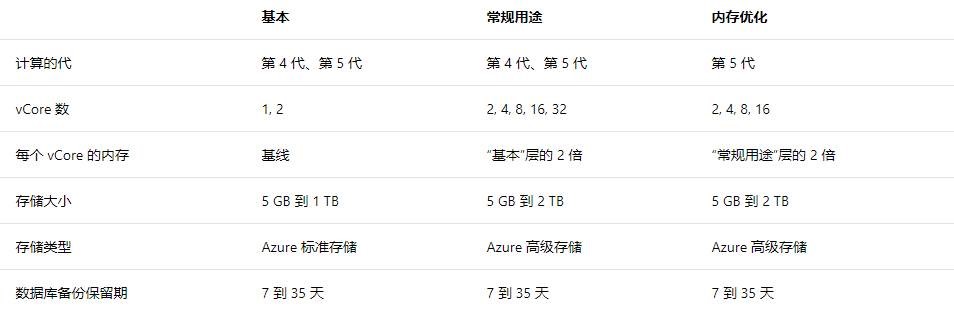 基本 常规用途 内存优化
计算的代 第 4 代、第 5 代 第 4 代、第 5 代 第 5 代
vCore 数 1, 2 2, 4, 8, 16, 32 2, 4, 8, 16
每个 vCore 的内存 基线 “基本”层的 2 倍 “常规用途”层的 2 倍
存储大小 5 GB 到 1 TB 5 GB 到 2 TB 5 GB 到 2 TB
存储类型 Azure 标准存储 Azure 高级存储 Azure 高级存储
数据库备份保留期 7 到 35 天 7 到 35 天 7 到 35 天